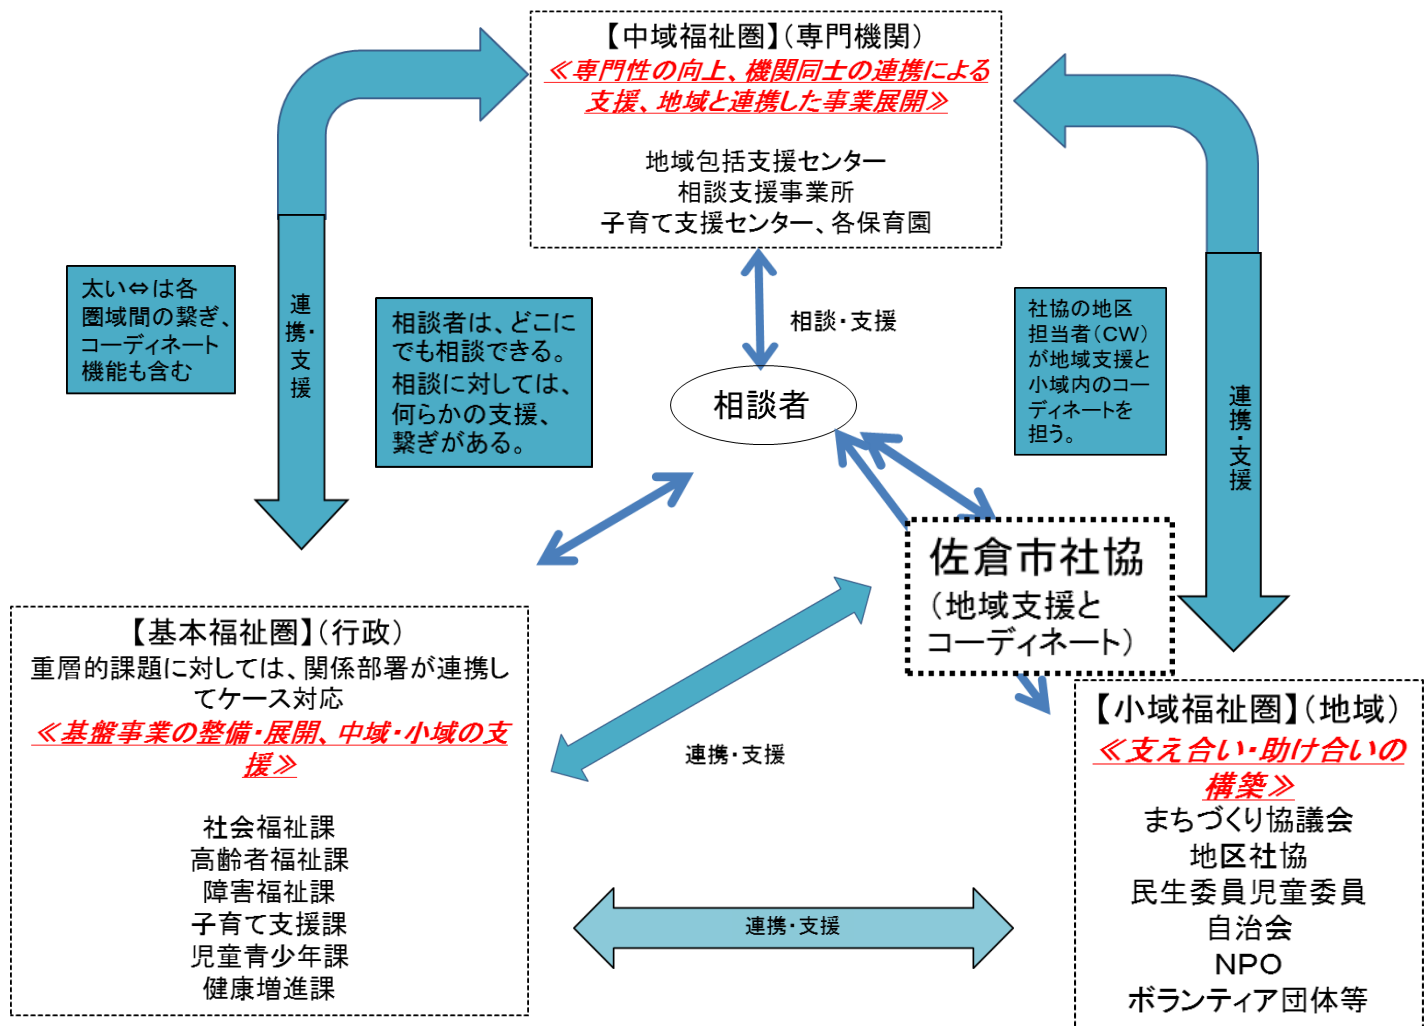 【中域福祉圏】（専門機関）
≪専門性の向上、機関同士の連携による
支援、地域と連携した事業展開≫
地域包括支援センター
相談支援事業所
子育て支援センター、各保育園
太い⇔は各
圏域間の繋ぎ、
コーディネート
機能も含む
連携・支援
相談者は、どこに
でも相談できる。
相談に対しては、
何らかの支援、
繋ぎがある。
相談・支援
相談者
社協の地区
担当者（CW）
が地域支援と
小域内のコー
ディネートを
担う。
連携・支援
佐倉市社協
（地域支援と
コーディネート）
【基本福祉圏】（行政）
重層的課題に対しては、関係部署が連携し
てケース対応
≪基盤事業の整備・展開、中域・小域の支
援≫
社会福祉課
高齢者福祉課
障害福祉課
子育て支援課
児童青少年課
健康増進課
連携・支援
連携・支援
【小域福祉圏】（地域）
≪支え合い・助け合いの
構築≫
まちづくり協議会
地区社協
民生委員児童委員
自治会
NPO
ボランティア団体等